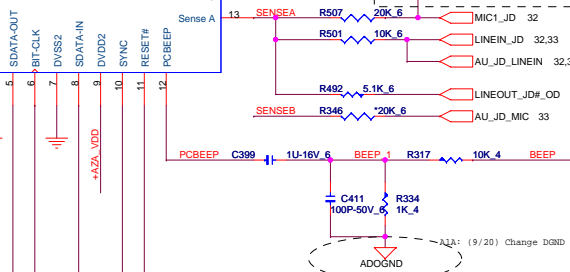 Sense A 13 SENSEA R507 20K_6 MIC1_JD 32
R501 10K_6 LINEIN_JD 32,33
AU_JD_LINEIN 32,3
SDATA-OUT
BIT-CLK
DVSS2
SDATA-IN
DVDD2
SYNC
RESET#
PCBEEP
5 6 7 8 9 10 11 12
R492 5.1K_6 LINEOUT_JD#_OD
SENSEB R346 *20K_6 AU_JD_MIC 33
+AZA_VDD
PCBEEP C399 1U-16V_6 BEEP_1 R317 10K_4 BEEP
C411 R334
100P-50V_6 1K_4
A1A: (9/20) Change DGND
ADOGND